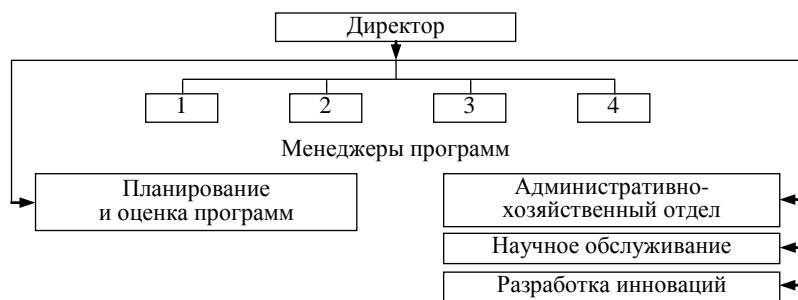 Директор
1 2 3 4
Менеджеры программ
Планирование
и оценка программ
Административно-
хозяйственный отдел
Научное обслуживание
Разработка инноваций